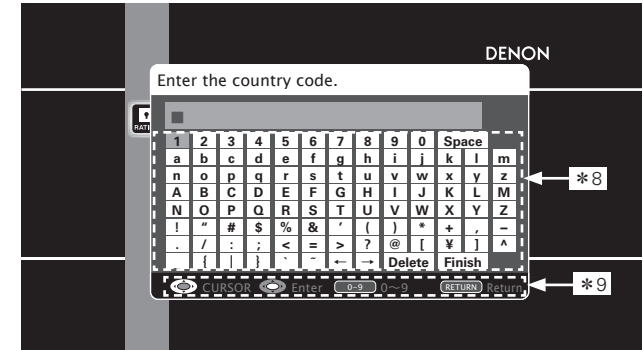 DENON
Enter the country code.
RATI
1 2 3 4 5 6 7 8 9 0 Space
a b c d e f g h i j k l m
n o p q r s t u v w x y z
A B C D E F G H I J K L M
N O P Q R S T U V W X Y Z
! “ # $ % & ’ ( ) * + , –
. / : ; < = > ? @ [ ¥ ] ^
_ { | } ` ~ ← → Delete Finish
CURSOR Enter 0-9 0～9 RETURN Return
*8
*9